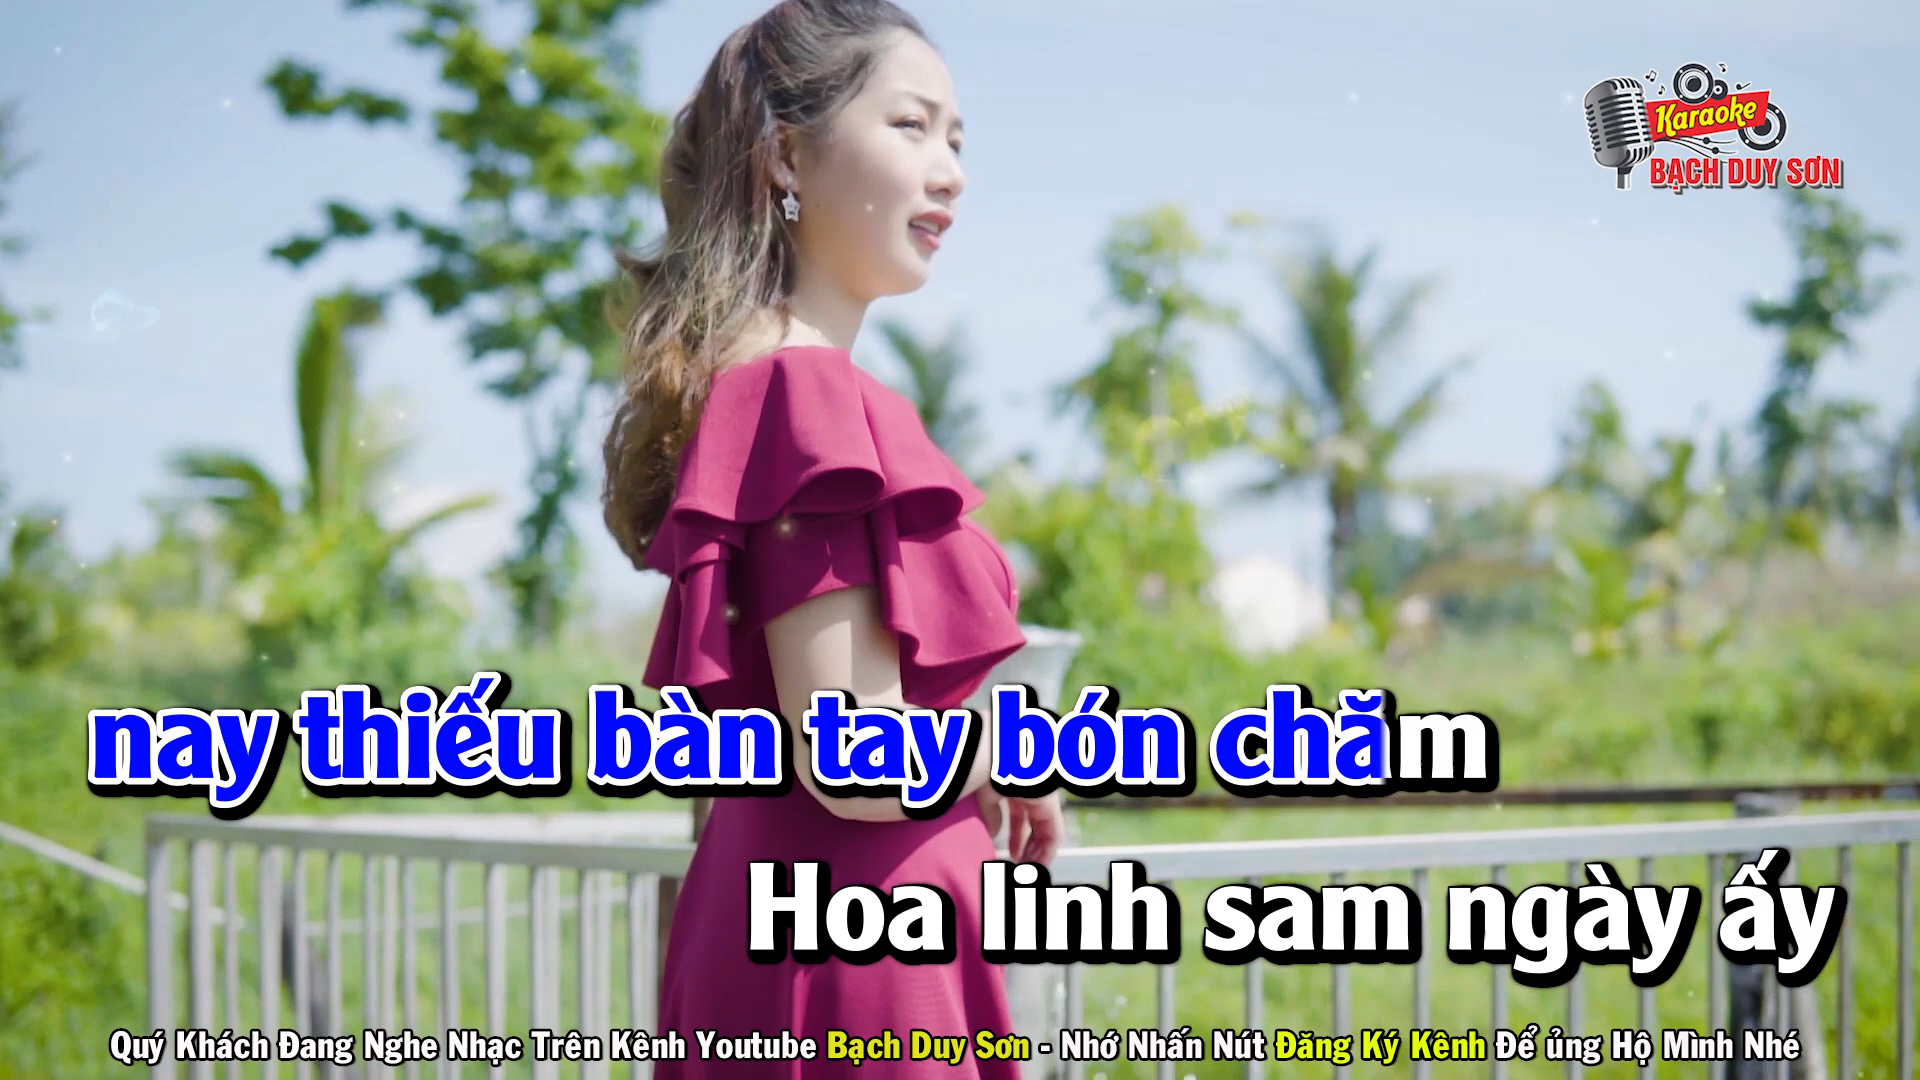 Karaoke
BẠCH DUY SƠN
nay thiếu bàn tay bón chăm
Hoa linh sam ngày ấy
Quý Khách Đang Nghe Nhạc Trên Kênh Youtube Bạch Duy Sơn - Nhớ Nhấn Nút Đăng Ký Kênh Để ủng Hộ Mình Nhé